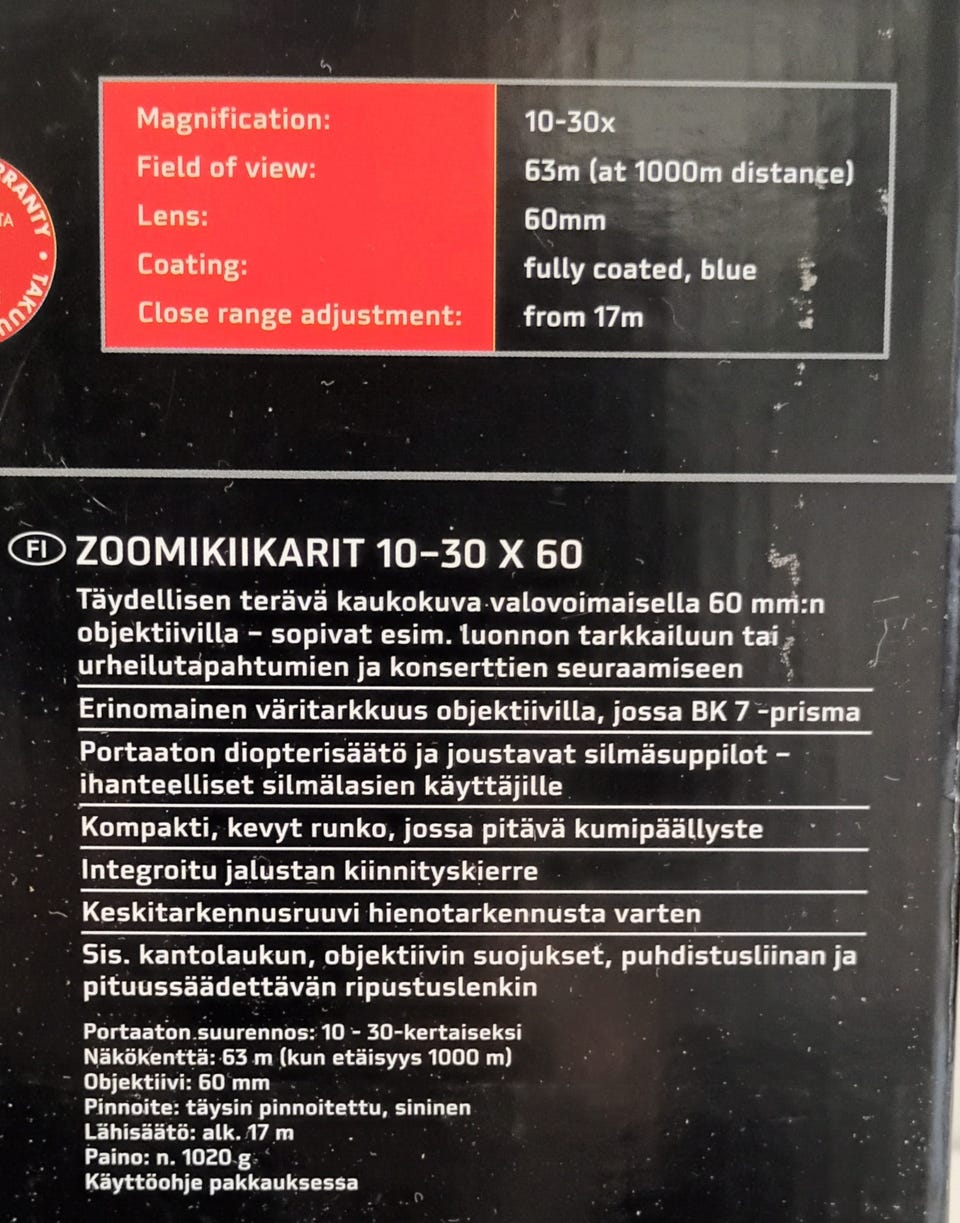 Magnification: 10-30x
Field of view: 63m (at 1000m distance)
Lens: 60mm
Coating: fully coated, blue
Close range adjustment: from 17m
TAKUU
FI ZOOMIKIIKARIT 10–30 X 60
Täydellisen terävä kaukokuva valovoimaisella 60 mm:n
objektiivilla – sopivat esim. luonnon tarkkailuun tai
urheilutapahtumien ja konserttien seuraamiseen
Erinomainen väritarkkuus objektiivilla, jossa BK 7 -prisma
Portaaton diopterisäätö ja joustavat silmäsuppilot –
ihanteelliset silmälasien käyttäjille
Kompakti, kevyt runko, jossa pitävä kumipäällyste
Integroitu jalustan kiinnityskierre
Keskitarkennusruuvi hienotarkennusta varten
Sis. kantolaukun, objektiivin suojukset, puhdistusliinan ja
pituussäädettävän ripustuslenkin
Portaaton suurennos: 10 - 30-kertaiseksi
Näkökenttä: 63 m (kun etäisyys 1000 m)
Objektiivi: 60 mm
Pinnoite: täysin pinnoitettu, sininen
Lähisäätö: alk. 17 m
Paino: n. 1020 g
Käyttöohje pakkauksessa